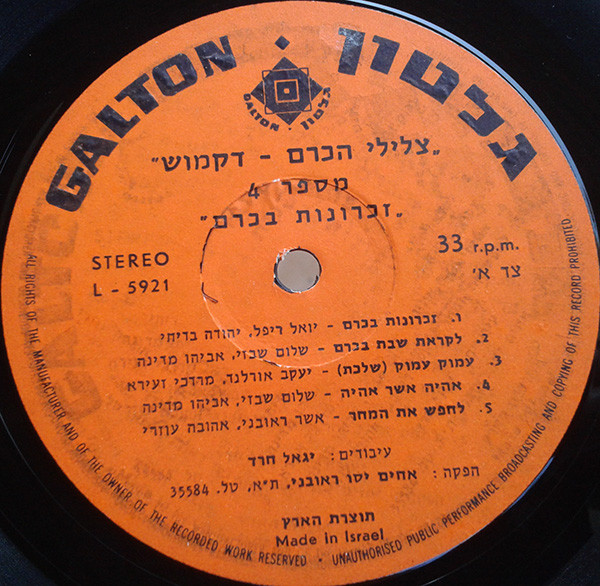 GALTON · גלטון
GALTON · גלטון
"צלילי הכרם - דקמוש"
מספר 4
"זכרונות בכרם"
STEREO
L - 5921
33 r.p.m.
צד א'
1. זכרונות בכרם - יואל ריפל, יהודה בדיחי
2. לקראת שבת בכרם - שלום שבזי, אביהו מדינה
3. עמוק עמוק (שלכת) - יעקב אורלנד, מרדכי זעירא
4. אהיה אשר אהיה - שלום שבזי, אביהו מדינה
5. לחפש את המחר - אשר ראובני, אהובה עוזרי
עיבודים: יגאל חרד
הפקה: אחים יסו ראובני, ת"א, טל. 35584
תוצרת הארץ
Made in Israel
ALL RIGHTS OF THE MANUFACTURER AND OF THE OWNER OF THE RECORDED WORK RESERVED • UNAUTHORISED PUBLIC PERFORMANCE BROADCASTING AND COPYING OF THIS RECORD PROHIBITED